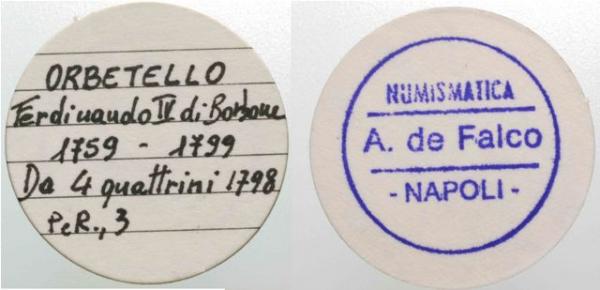 ORBETELLO
Ferdinando IV di Borbone
1759 - 1799
Da 4 quattrini 1798
P e R., 3
NUMISMATICA
A. de Falco
- NAPOLI -